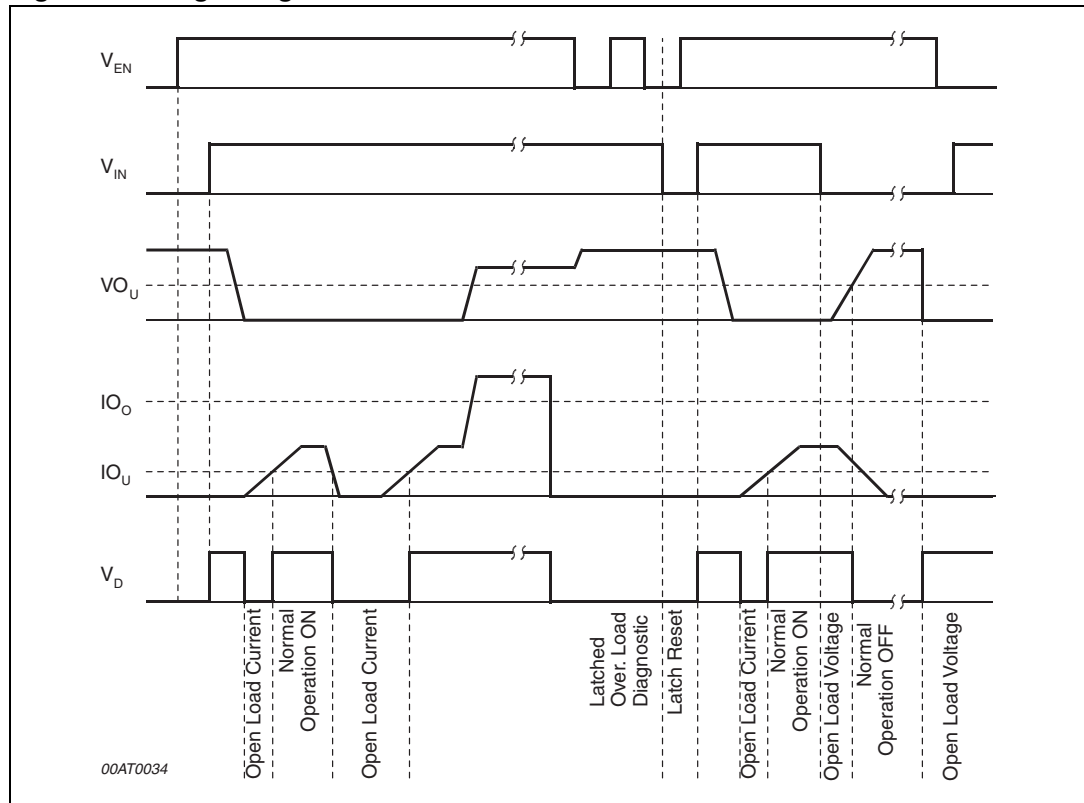 V_EN
V_IN
VO_U
IO_O
IO_U
V_D
Open Load Current
Normal
Operation ON
Open Load Current
Latched
Over. Load
Diagnostic
Latch Reset
Open Load Current
Normal
Operation ON
Open Load Voltage
Normal
Operation OFF
Open Load Voltage
00AT0034